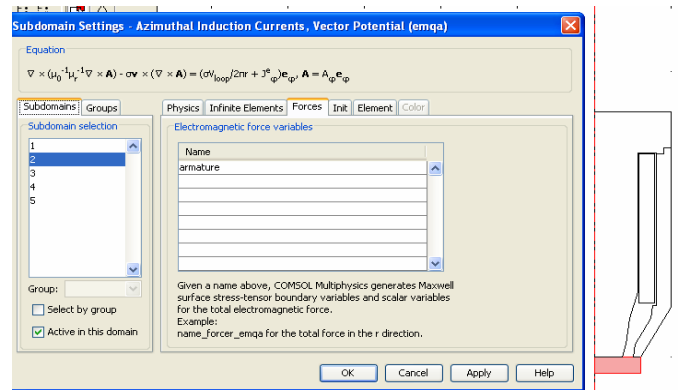 Subdomain Settings - Azimuthal Induction Currents, Vector Potential (emqa)
Equation
∇ × (μ₀⁻¹μᵣ⁻¹∇ × A) - σv × (∇ × A) = (σV_loop/2πr + Jᵉ_φ)e_φ, A = A_φe_φ
Subdomains Groups
Physics Infinite Elements Forces Init Element Color
Subdomain selection
1
2
3
4
5
Group:
Select by group
Active in this domain
Electromagnetic force variables
Name
armature
Given a name above, COMSOL Multiphysics generates Maxwell
surface stress-tensor boundary variables and scalar variables
for the total electromagnetic force.
Example:
name_forcer_emqa for the total force in the r direction.
OK Cancel Apply Help